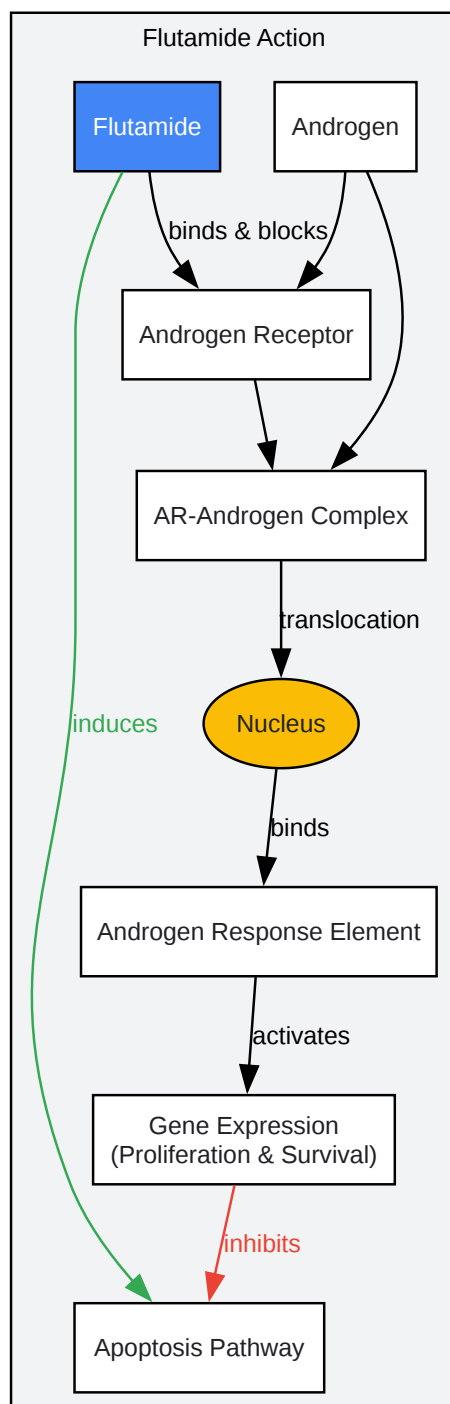 Flutamide Action
Flutamide
Androgen
binds & blocks
Androgen Receptor
AR-Androgen Complex
translocation
Nucleus
induces
binds
Androgen Response Element
activates
Gene Expression
(Proliferation & Survival)
inhibits
Apoptosis Pathway